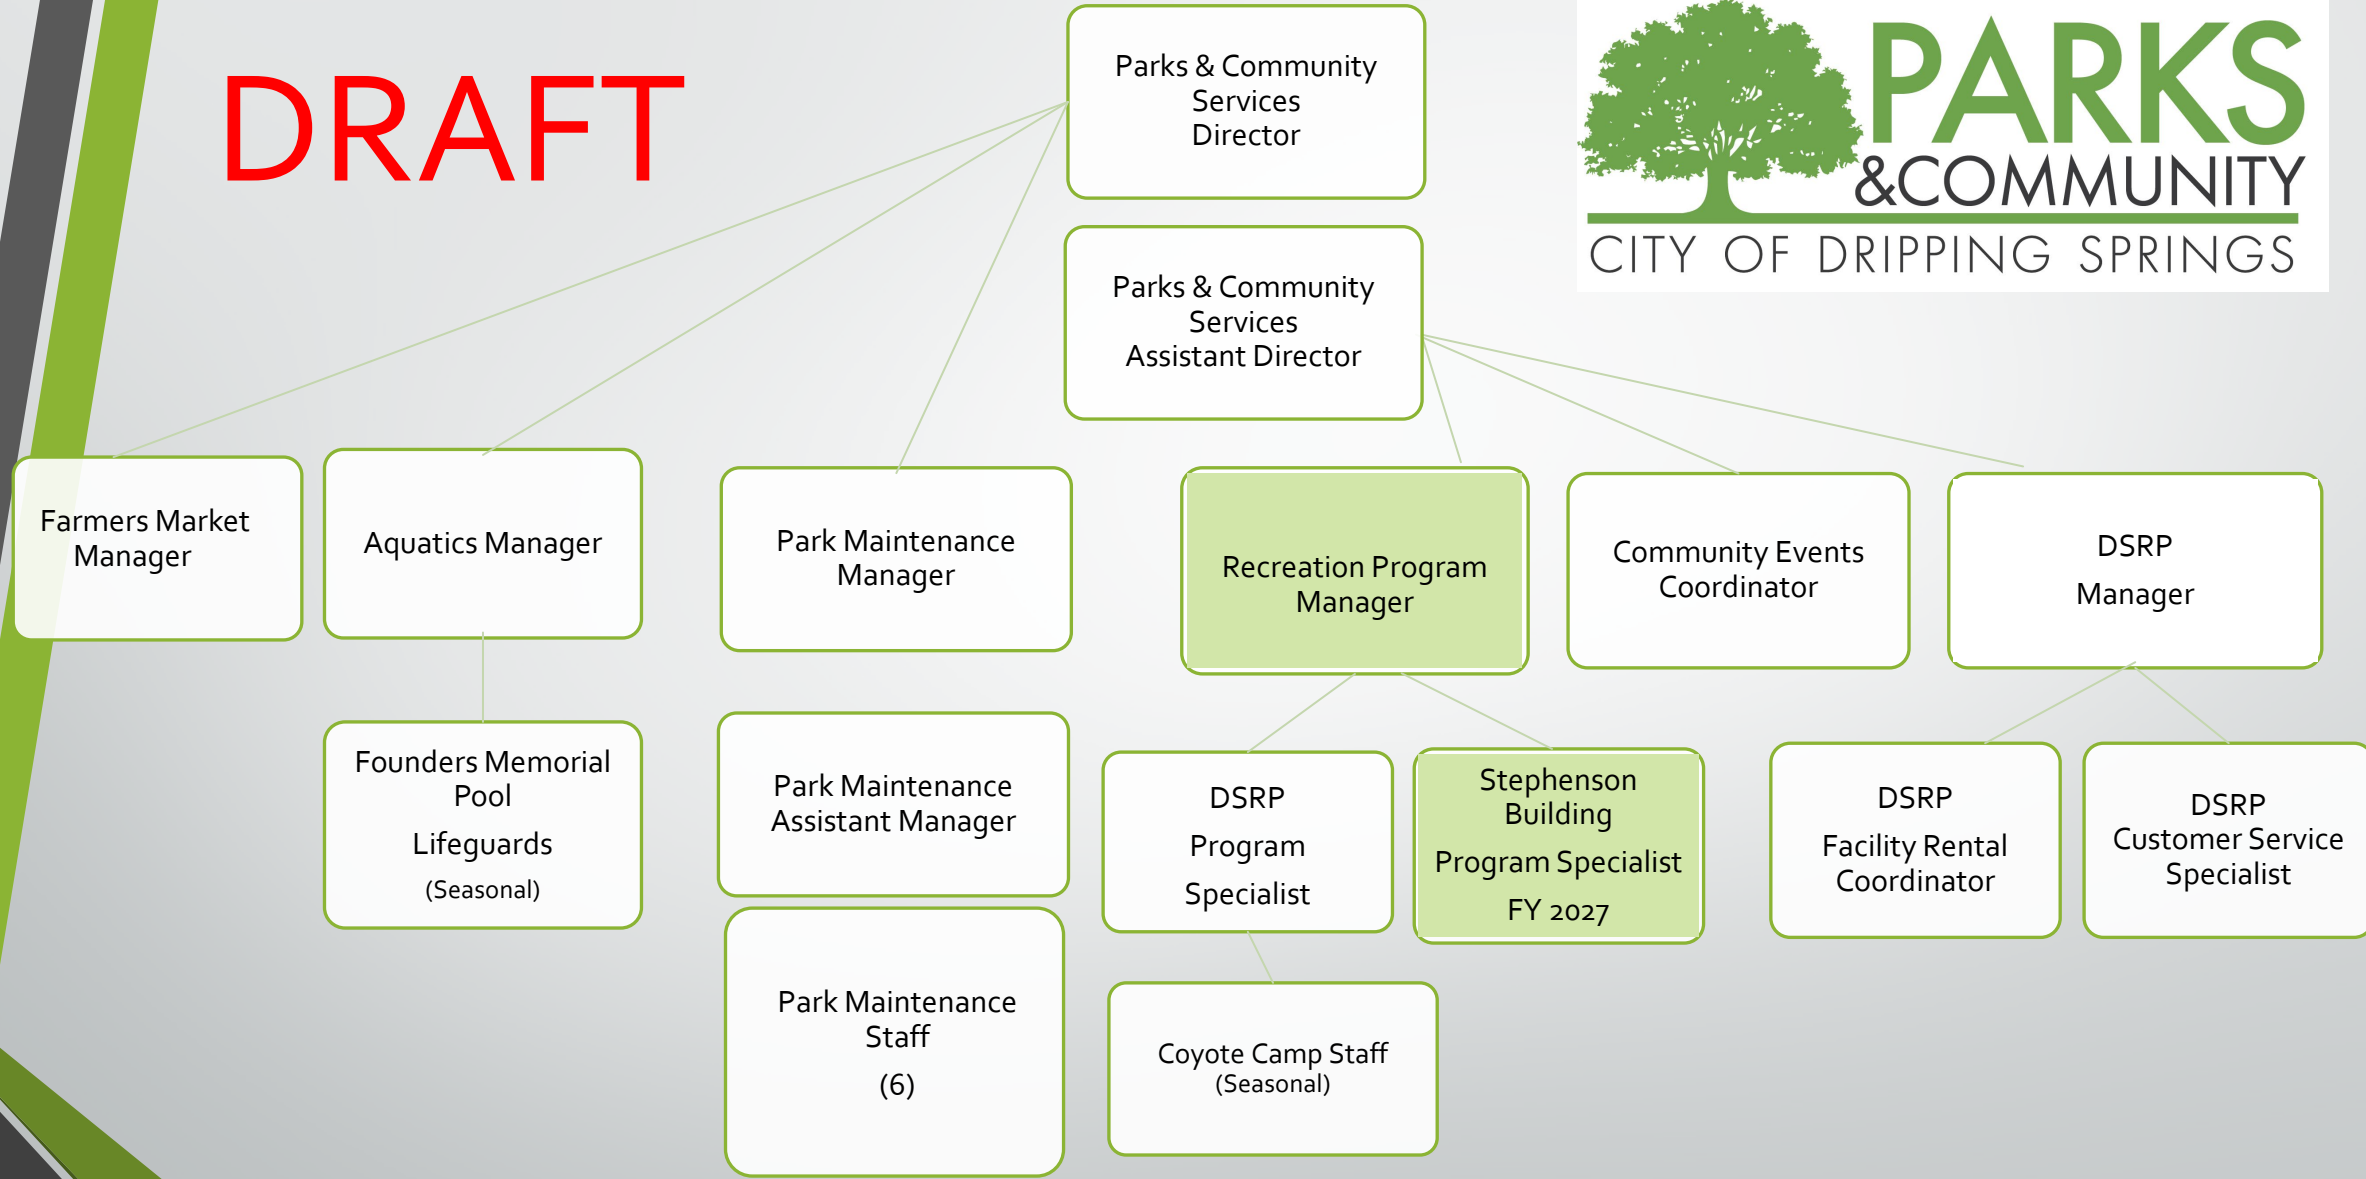 DRAFT
Parks & Community
Services
Director
PARKS
&COMMUNITY
CITY OF DRIPPING SPRINGS
Parks & Community
Services
Assistant Director
Farmers Market
Manager
Aquatics Manager
Park Maintenance
Manager
Recreation Program
Manager
Community Events
Coordinator
DSRP
Manager
Founders Memorial
Pool
Lifeguards
(Seasonal)
Park Maintenance
Assistant Manager
DSRP
Program
Specialist
Stephenson
Building
Program Specialist
FY 2027
DSRP
Facility Rental
Coordinator
DSRP
Customer Service
Specialist
Park Maintenance
Staff
(6)
Coyote Camp Staff
(Seasonal)